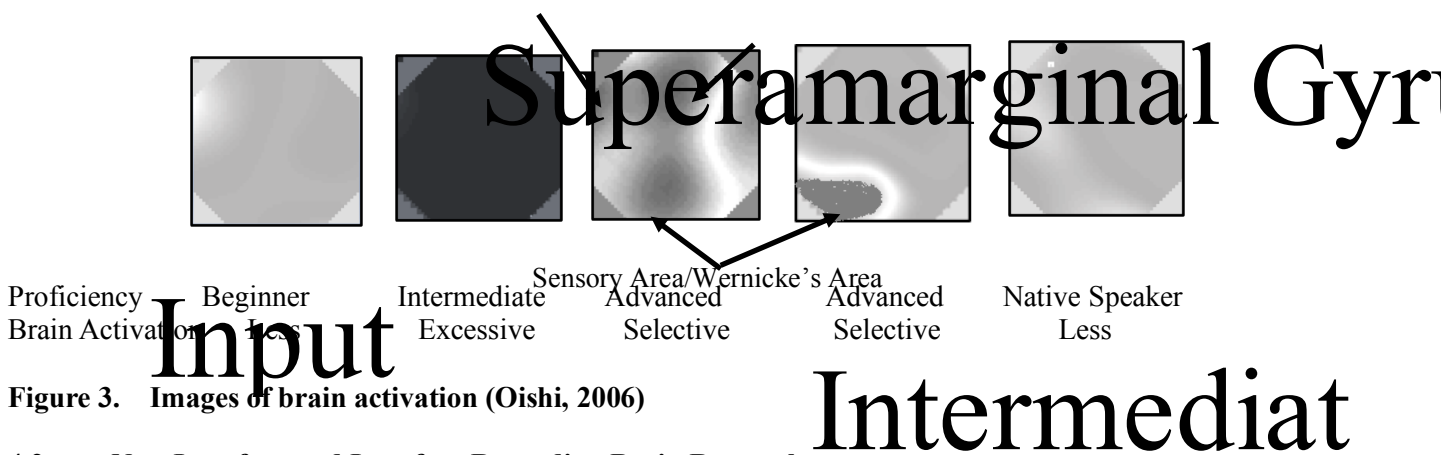 Superamarginal Gyru
Sensory Area/Wernicke's Area
Proficiency Beginner Intermediate Advanced Advanced Native Speaker
Brain Activation Less Excessive Selective Selective Less
Input
Figure 3. Images of brain activation (Oishi, 2006)
Intermediat